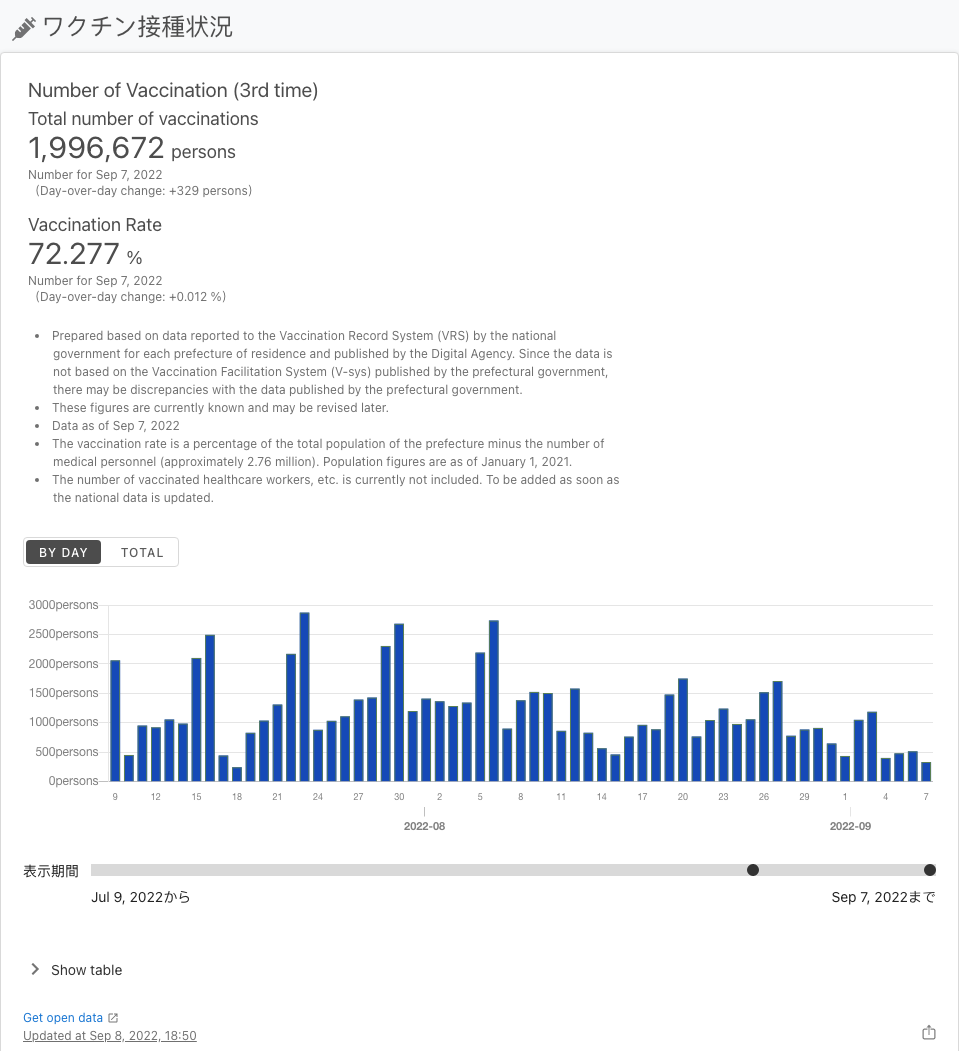 ワクチン接種状況
Number of Vaccination (3rd time)
Total number of vaccinations
1,996,672 persons
Number for Sep 7, 2022
(Day-over-day change: +329 persons)
Vaccination Rate
72.277 %
Number for Sep 7, 2022
(Day-over-day change: +0.012 %)
• Prepared based on data reported to the Vaccination Record System (VRS) by the national
government for each prefecture of residence and published by the Digital Agency. Since the data is
not based on the Vaccination Facilitation System (V-sys) published by the prefectural government,
there may be discrepancies with the data published by the prefectural government.
• These figures are currently known and may be revised later.
• Data as of Sep 7, 2022
• The vaccination rate is a percentage of the total population of the prefecture minus the number of
medical personnel (approximately 2.76 million). Population figures are as of January 1, 2021.
• The number of vaccinated healthcare workers, etc. is currently not included. To be added as soon as
the national data is updated.
BY DAY TOTAL
3000persons
2500persons
2000persons
1500persons
1000persons
500persons
0persons
9 12 15 18 21 24 27 30 2 5 8 11 14 17 20 23 26 29 1 4 7
2022-08 2022-09
表示期間
Jul 9, 2022から Sep 7, 2022まで
Show table
Get open data
Updated at Sep 8, 2022, 18:50